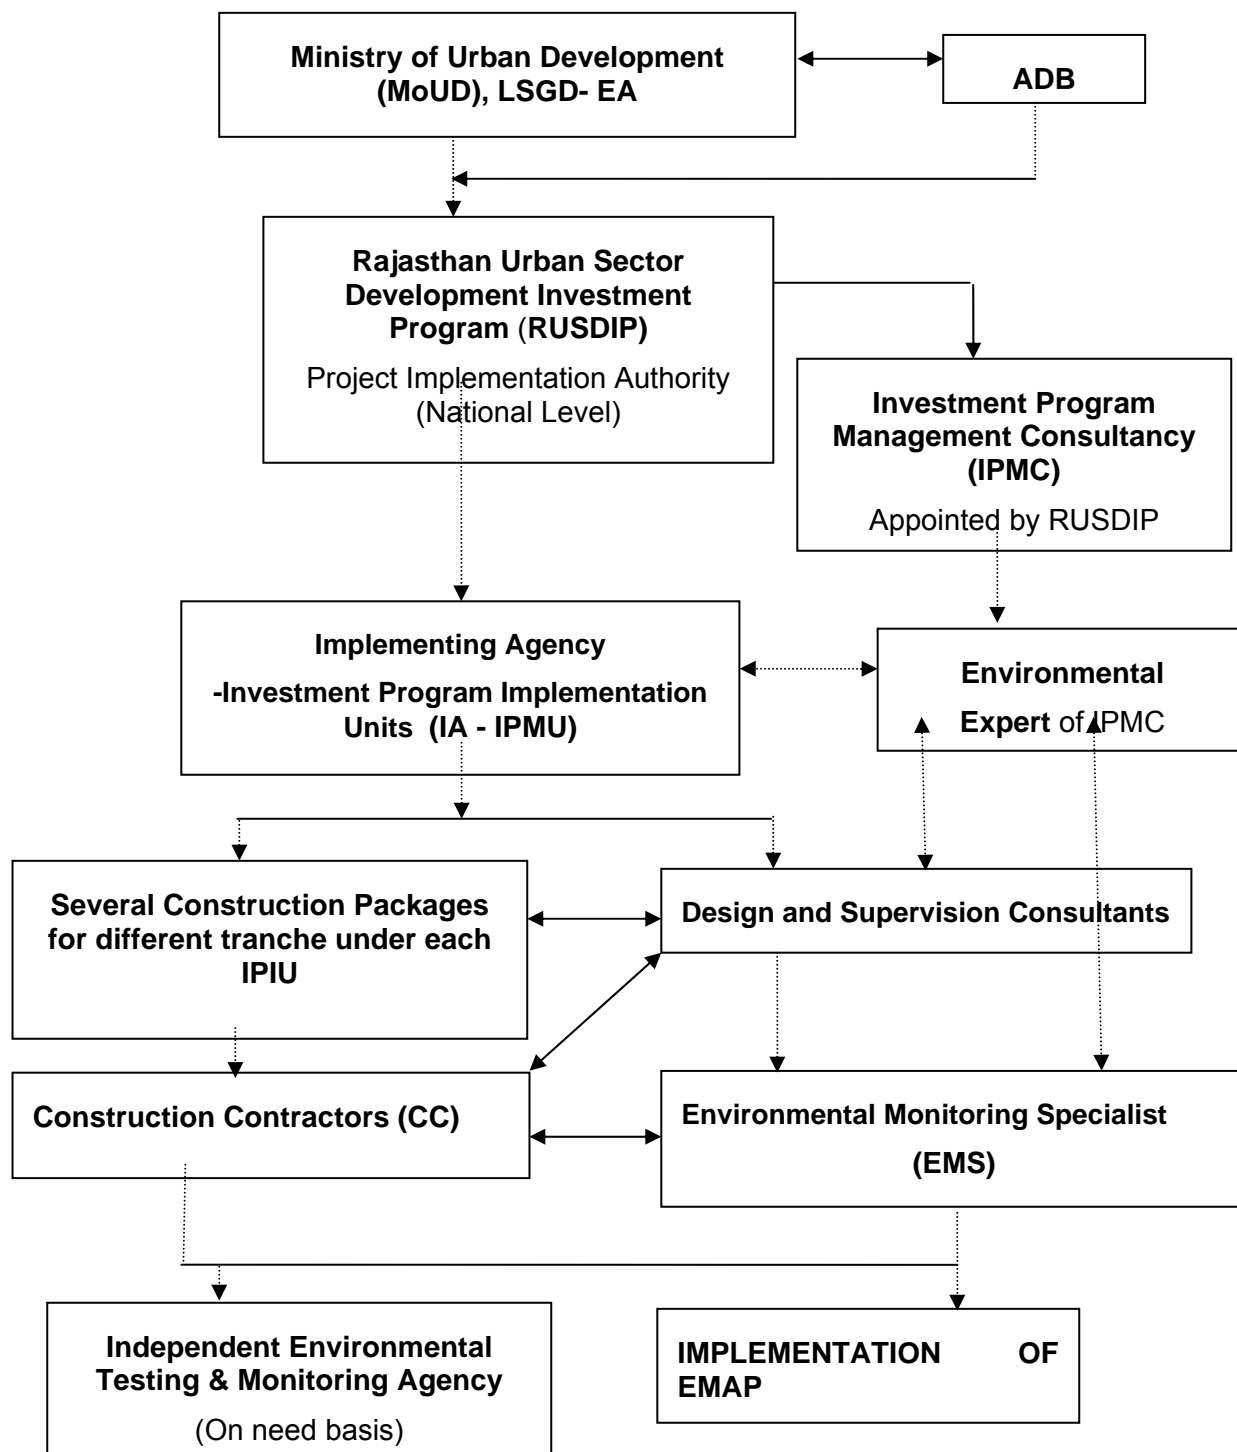 Ministry of Urban Development
(MoUD), LSGD- EA
ADB
Rajasthan Urban Sector
Development Investment
Program (RUSDIP)
Project Implementation Authority
(National Level)
Investment Program
Management Consultancy
(IPMC)
Appointed by RUSDIP
Implementing Agency
-Investment Program Implementation
Units (IA - IPMU)
Environmental
Expert of IPMC
Several Construction Packages
for different tranche under each
IPIU
Design and Supervision Consultants
Construction Contractors (CC)
Environmental Monitoring Specialist
(EMS)
Independent Environmental
Testing & Monitoring Agency
(On need basis)
IMPLEMENTATION OF
EMAP